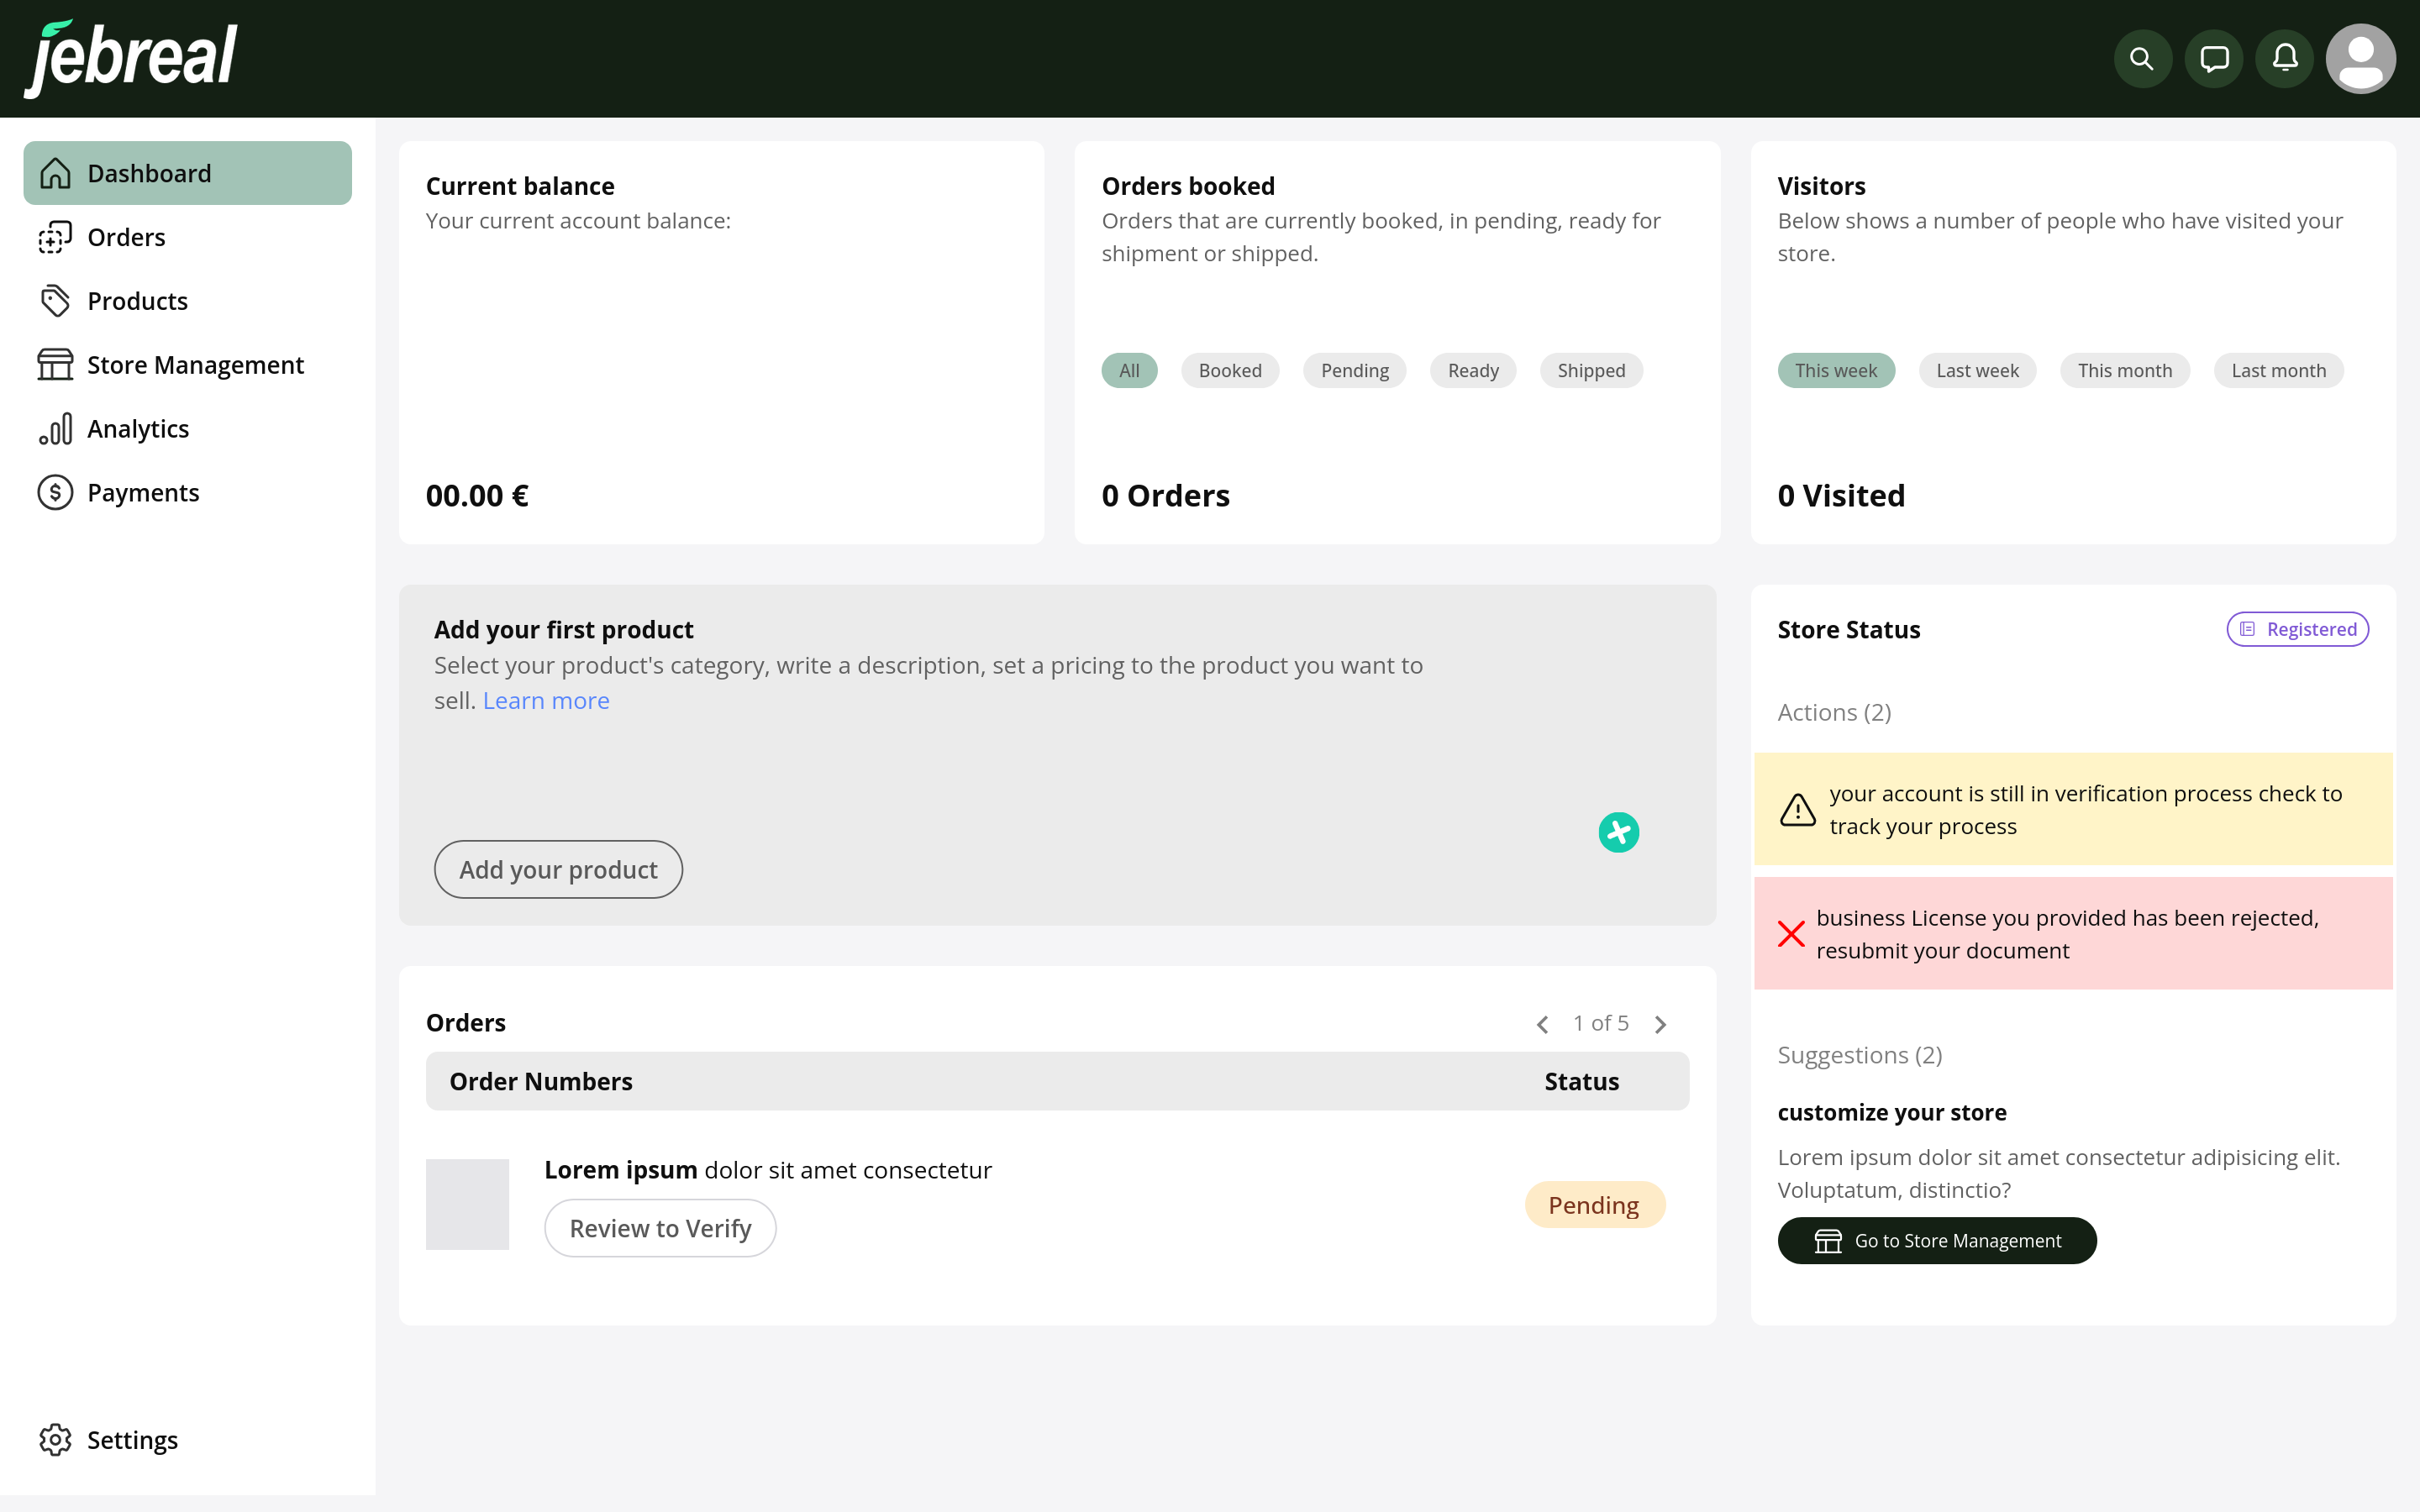 jebreal
Dashboard
Orders
Products
Store Management
Analytics
Payments
Settings
Current balance
Your current account balance:
00.00 €
Orders booked
Orders that are currently booked, in pending, ready for
shipment or shipped.
All Booked Pending Ready Shipped
0 Orders
Visitors
Below shows a number of people who have visited your
store.
This week Last week This month Last month
0 Visited
Add your first product
Select your product's category, write a description, set a pricing to the product you want to
sell. Learn more
Add your product
Orders
1 of 5
Order Numbers Status
Lorem ipsum dolor sit amet consectetur
Review to Verify
Pending
Store Status
Registered
Actions (2)
your account is still in verification process check to
track your process
business License you provided has been rejected,
resubmit your document
Suggestions (2)
customize your store
Lorem ipsum dolor sit amet consectetur adipisicing elit.
Voluptatum, distinctio?
Go to Store Management